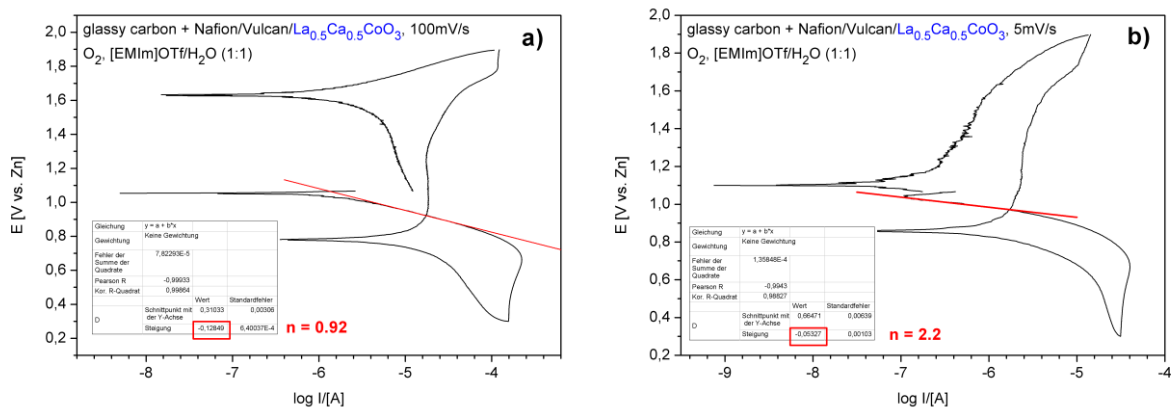 glassy carbon + Nafion/Vulcan/La0.5Ca0.5CoO3, 100mV/s
a)
O2, [EMIm]OTf/H2O (1:1)
E [V vs. Zn]
2,0
1,8
1,6
1,4
1,2
1,0
0,8
0,6
0,4
0,2
Gleichung y = a + b*x
Gewichtung Keine Gewichtung
Fehler der Summe der Quadrate 7,62293E-5
Pearson R -0,99933
Kor. R-Quadrat 0,99864
Wert Standardfehler
D Schnittpunkt mit der Y-Achse 0,31033 0,00306
Steigung -0,12849 6,40037E-4
n = 0.92
-8 -7 -6 -5 -4
log I/[A]
glassy carbon + Nafion/Vulcan/La0.5Ca0.5CoO3, 5mV/s
b)
O2, [EMIm]OTf/H2O (1:1)
E [V vs. Zn]
2,0
1,8
1,6
1,4
1,2
1,0
0,8
0,6
0,4
0,2
Gleichung y = a + b*x
Gewichtung Keine Gewichtung
Fehler der Summe der Quadrate 1,35848E-4
Pearson R -0,9943
Kor. R-Quadrat 0,98827
Wert Standardfehler
D Schnittpunkt mit der Y-Achse 0,66471 0,00639
Steigung -0,05327 0,00103
n = 2.2
-9 -8 -7 -6 -5 -4
log I/[A]